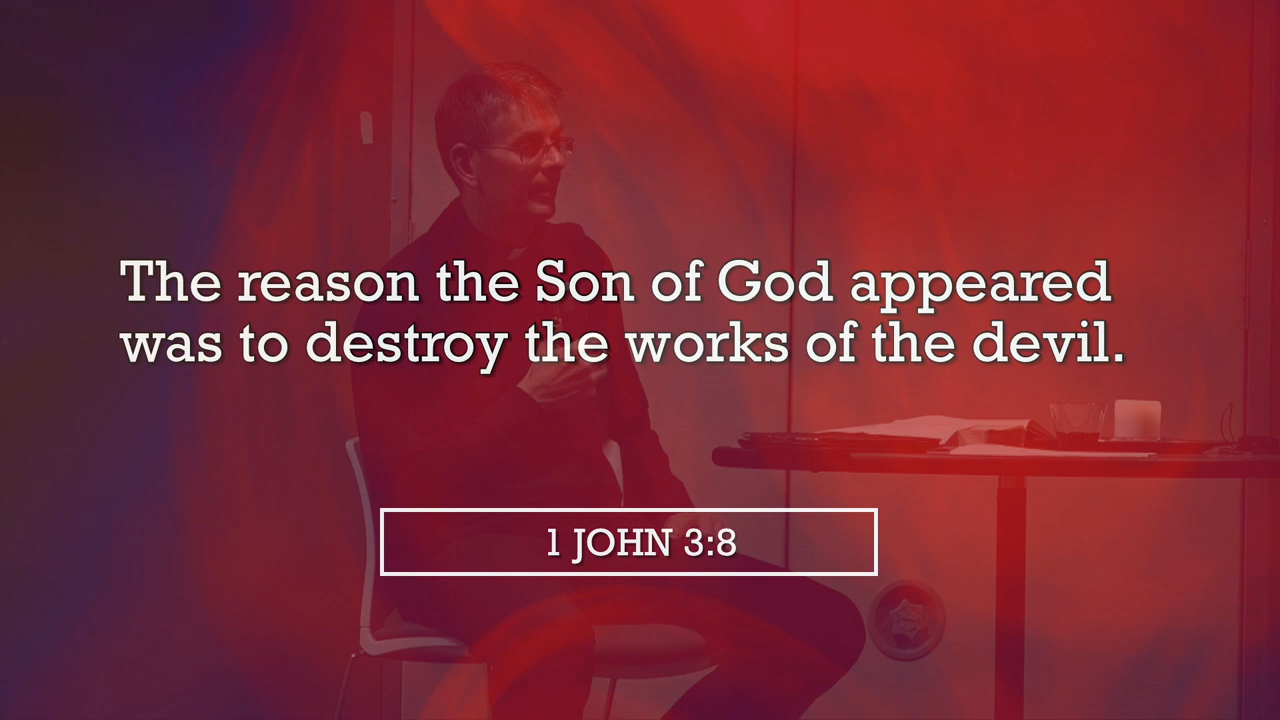 The reason the Son of God appeared
was to destroy the works of the devil.
1 JOHN 3:8